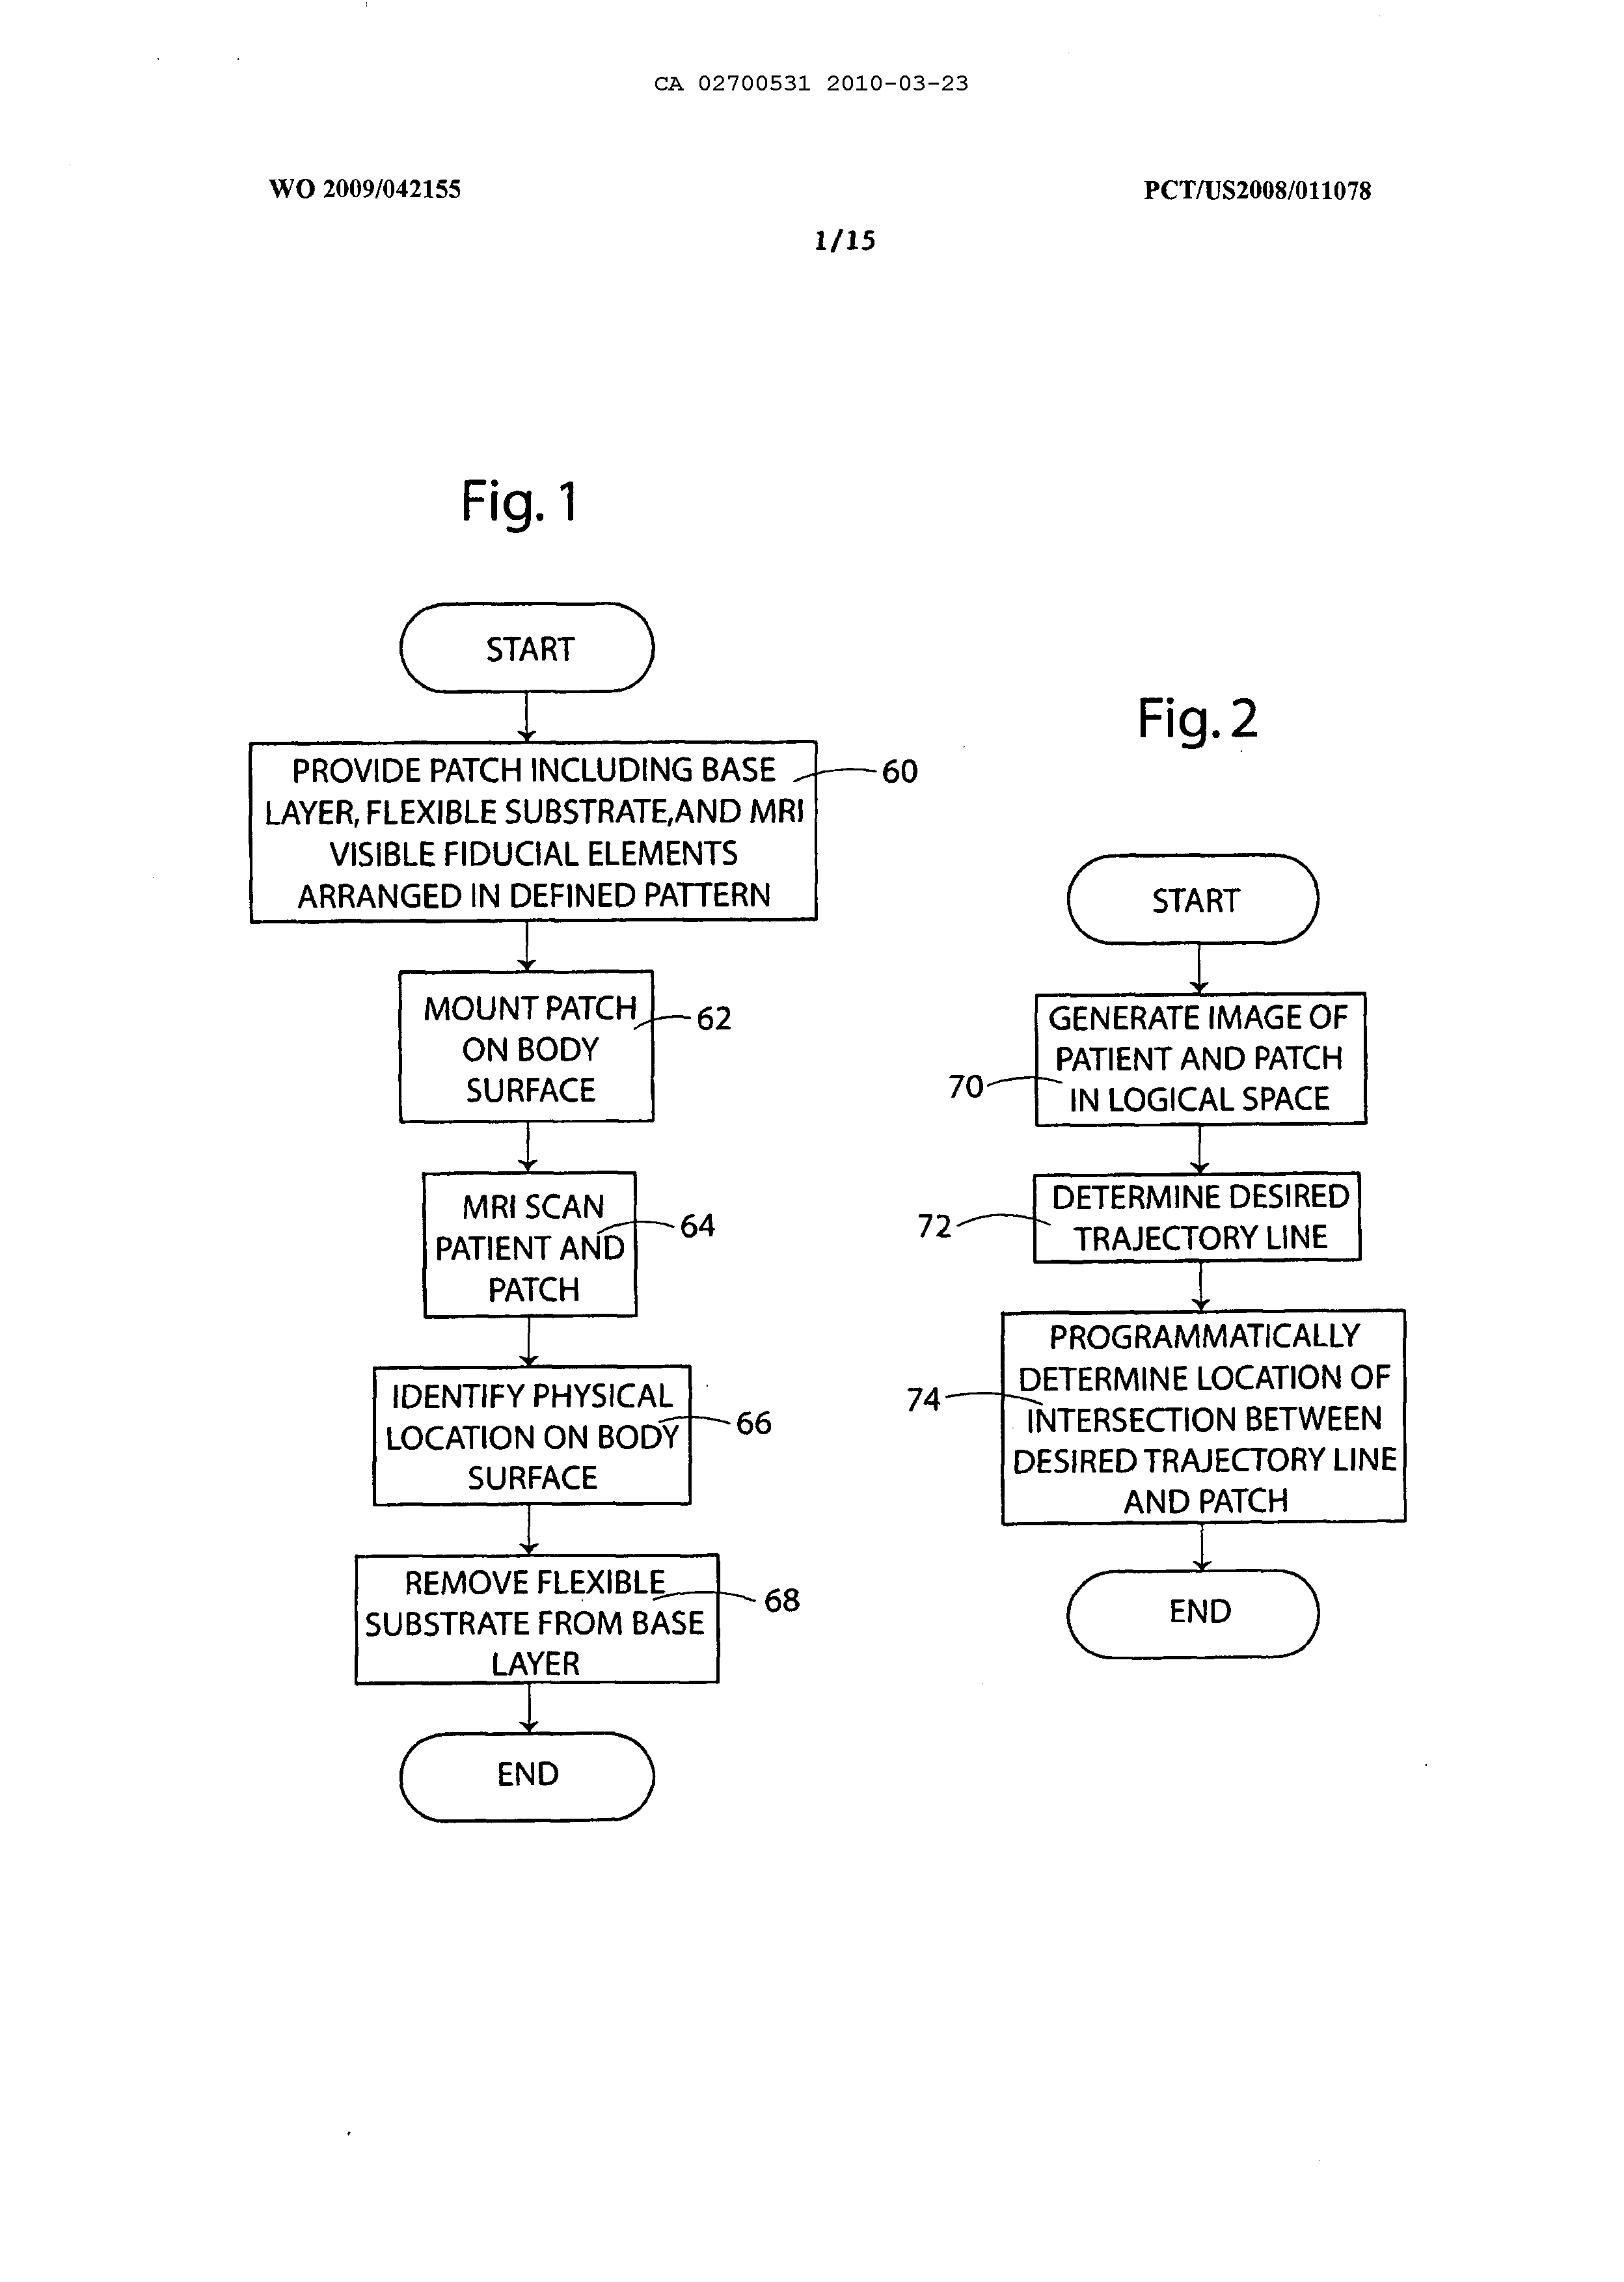 CA 02700531 2010-03-23
WO 2009/042155
PCT/US2008/011078
1/15
Fig. 1
START
PROVIDE PATCH INCLUDING BASE
LAYER, FLEXIBLE SUBSTRATE,AND MRI
VISIBLE FIDUCIAL ELEMENTS
ARRANGED IN DEFINED PATTERN
60
MOUNT PATCH
ON BODY
SURFACE
62
MRI SCAN
PATIENT AND
PATCH
64
IDENTIFY PHYSICAL
LOCATION ON BODY
SURFACE
66
REMOVE FLEXIBLE
SUBSTRATE FROM BASE
LAYER
68
END
Fig. 2
START
GENERATE IMAGE OF
PATIENT AND PATCH
IN LOGICAL SPACE
70
DETERMINE DESIRED
TRAJECTORY LINE
72
PROGRAMMATICALLY
DETERMINE LOCATION OF
INTERSECTION BETWEEN
DESIRED TRAJECTORY LINE
AND PATCH
74
END